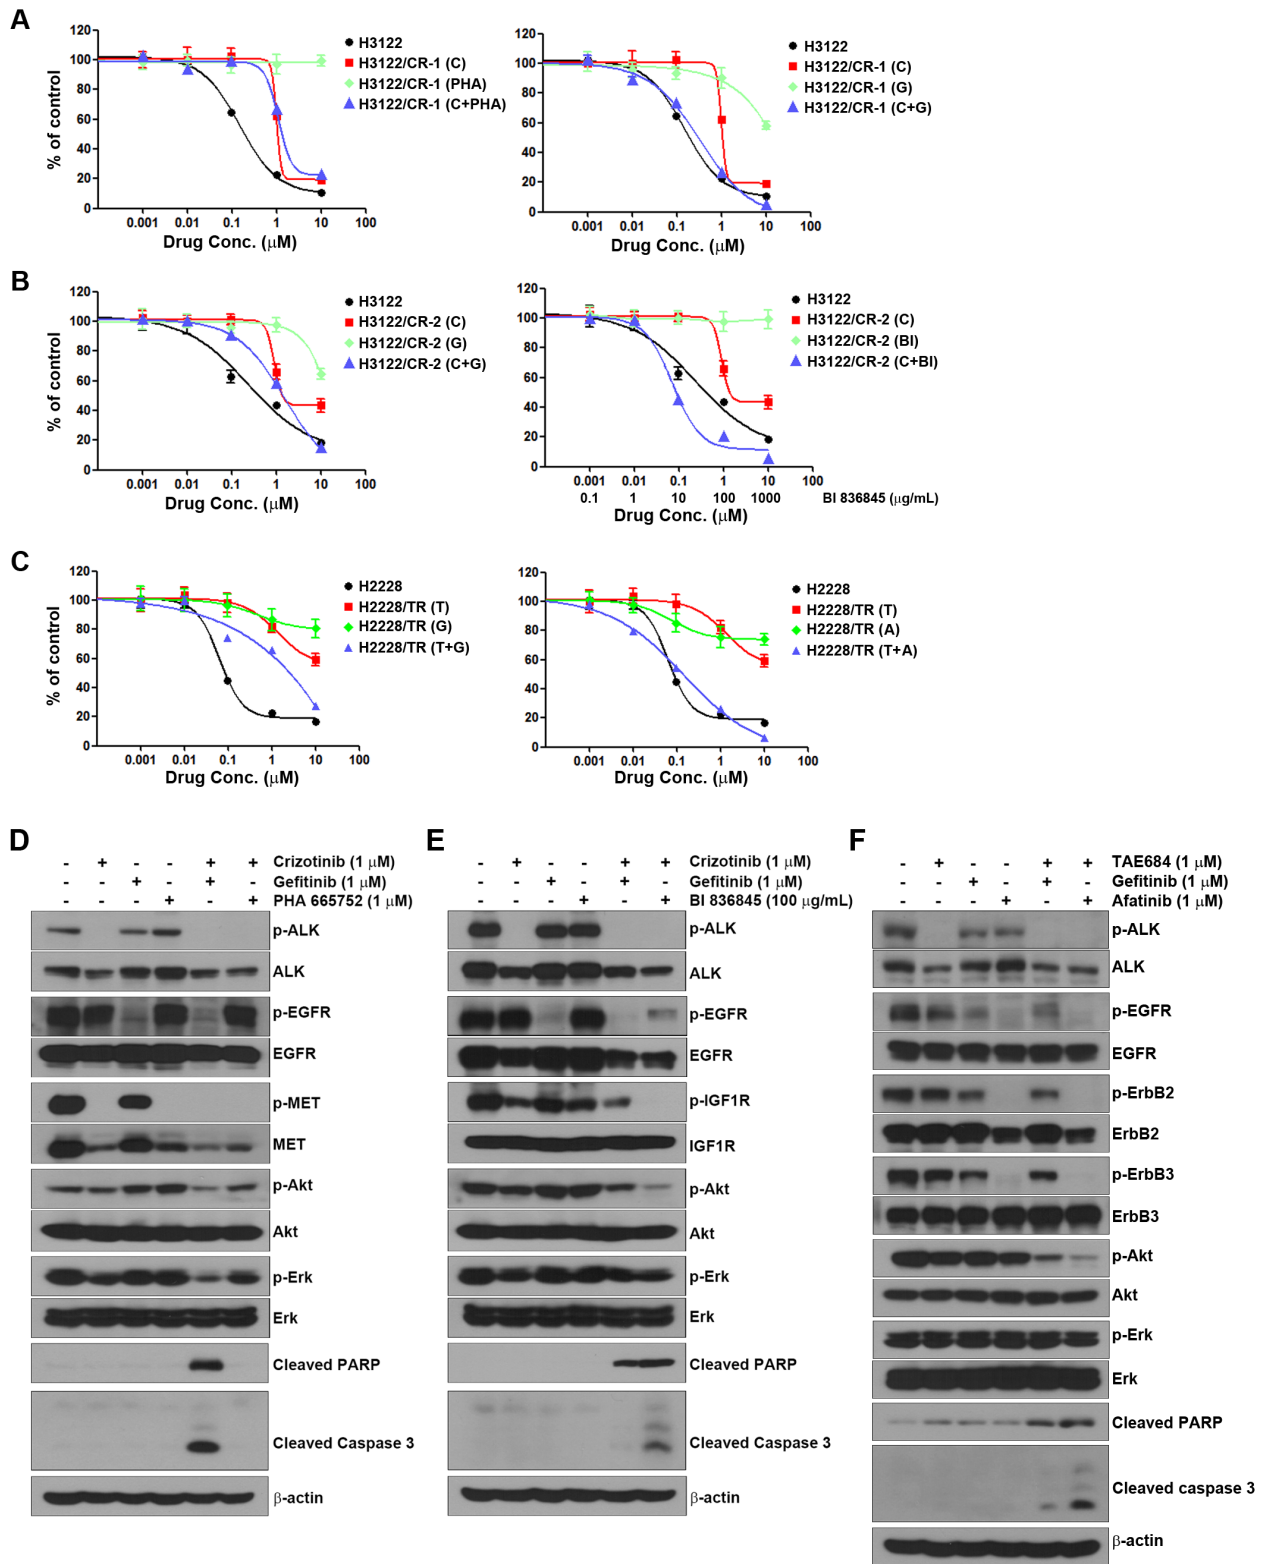 A
120
100
80
60
40
20
0
% of control
0.001 0.01 0.1 1 10 100
Drug Conc. (µM)
H3122
H3122/CR-1 (C)
H3122/CR-1 (PHA)
H3122/CR-1 (C+PHA)
120
100
80
60
40
20
0
0.001 0.01 0.1 1 10 100
Drug Conc. (µM)
H3122
H3122/CR-1 (C)
H3122/CR-1 (G)
H3122/CR-1 (C+G)
B
120
100
80
60
40
20
0
% of control
0.001 0.01 0.1 1 10 100
Drug Conc. (µM)
H3122
H3122/CR-2 (C)
H3122/CR-2 (G)
H3122/CR-2 (C+G)
120
100
80
60
40
20
0
0.001 0.01 0.1 1 10 100
0.1 1 10 100 1000 BI 836845 (µg/mL)
Drug Conc. (µM)
H3122
H3122/CR-2 (C)
H3122/CR-2 (BI)
H3122/CR-2 (C+BI)
C
120
100
80
60
40
20
0
% of control
0.001 0.01 0.1 1 10 100
Drug Conc. (µM)
H2228
H2228/TR (T)
H2228/TR (G)
H2228/TR (T+G)
120
100
80
60
40
20
0
0.001 0.01 0.1 1 10 100
Drug Conc. (µM)
H2228
H2228/TR (T)
H2228/TR (A)
H2228/TR (T+A)
D
- + - - + + Crizotinib (1 µM)
- - + - + - Gefitinib (1 µM)
- - - + - + PHA 665752 (1 µM)
p-ALK
ALK
p-EGFR
EGFR
p-MET
MET
p-Akt
Akt
p-Erk
Erk
Cleaved PARP
Cleaved Caspase 3
β-actin
E
- + - - + + Crizotinib (1 µM)
- - + - + - Gefitinib (1 µM)
- - - + - + BI 836845 (100 µg/mL)
p-ALK
ALK
p-EGFR
EGFR
p-IGF1R
IGF1R
p-Akt
Akt
p-Erk
Erk
Cleaved PARP
Cleaved Caspase 3
β-actin
F
- + - - + + TAE684 (1 µM)
- - + - + - Gefitinib (1 µM)
- - - + - + Afatinib (1 µM)
p-ALK
ALK
p-EGFR
EGFR
p-ErbB2
ErbB2
p-ErbB3
ErbB3
p-Akt
Akt
p-Erk
Erk
Cleaved PARP
Cleaved caspase 3
β-actin